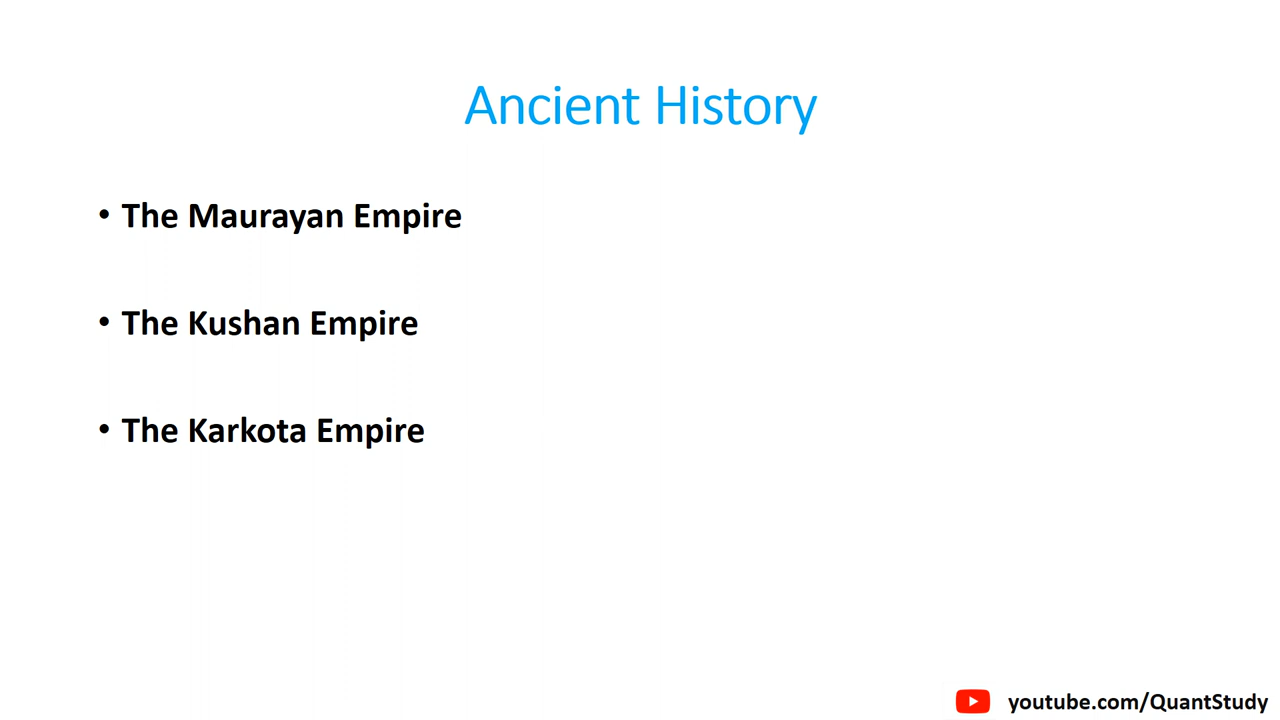 Ancient History
• The Maurayan Empire
• The Kushan Empire
• The Karkota Empire
youtube.com/QuantStudy